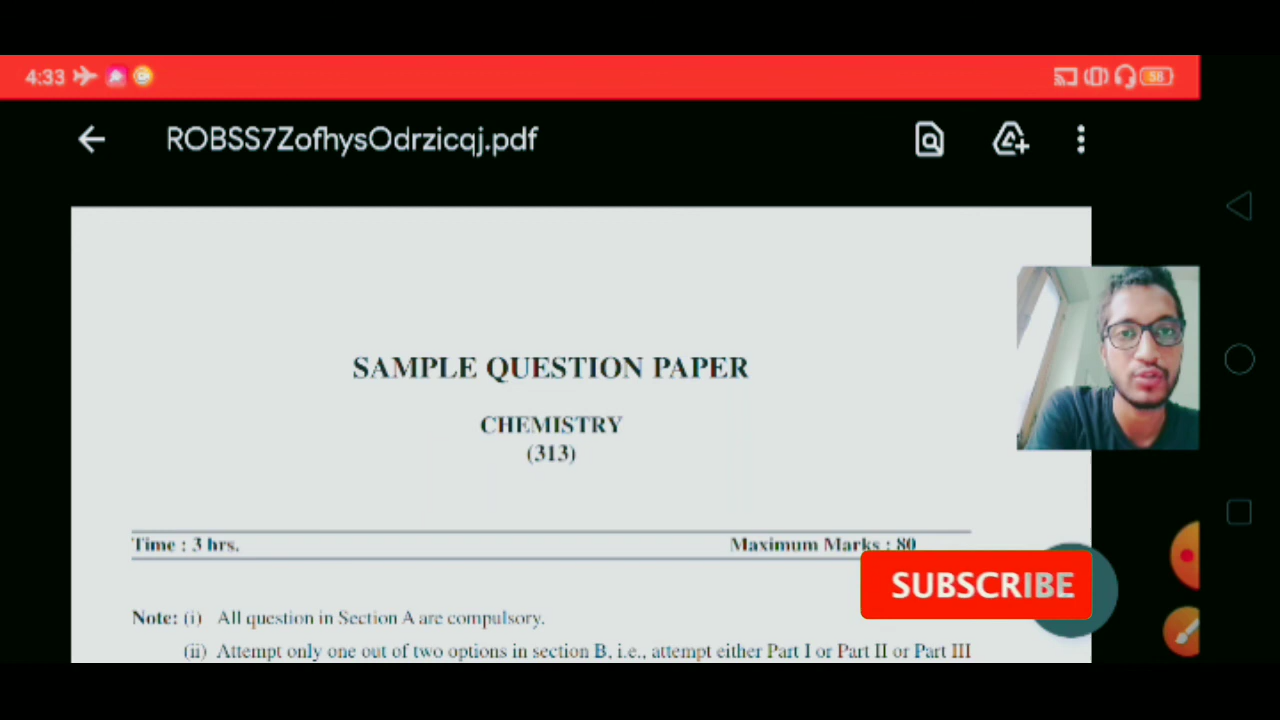 4:33
58
ROBSS7ZofhysOdrzicqj.pdf
SAMPLE QUESTION PAPER
CHEMISTRY
(313)
Time : 3 hrs. Maximum Marks : 80
SUBSCRIBE
Note: (i) All question in Section A are compulsory.
(ii) Attempt only one out of two options in section B, i.e., attempt either Part I or Part II or Part III